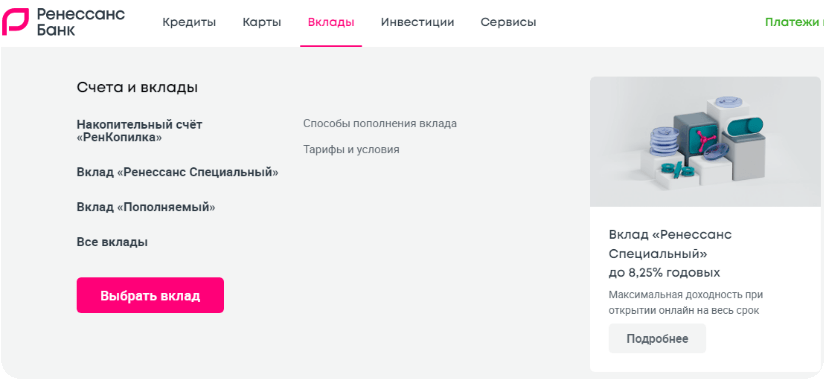 Ренессанс
Банк
Кредиты
Карты
Вклады
Инвестиции
Сервисы
Платежи
Счета и вклады
Накопительный счёт
«РенКопилка»
Вклад «Ренессанс Специальный»
Вклад «Пополняемый»
Все вклады
Выбрать вклад
Способы пополнения вклада
Тарифы и условия
Вклад «Ренессанс
Специальный»
до 8,25% годовых
Максимальная доходность при
открытии онлайн на весь срок
Подробнее